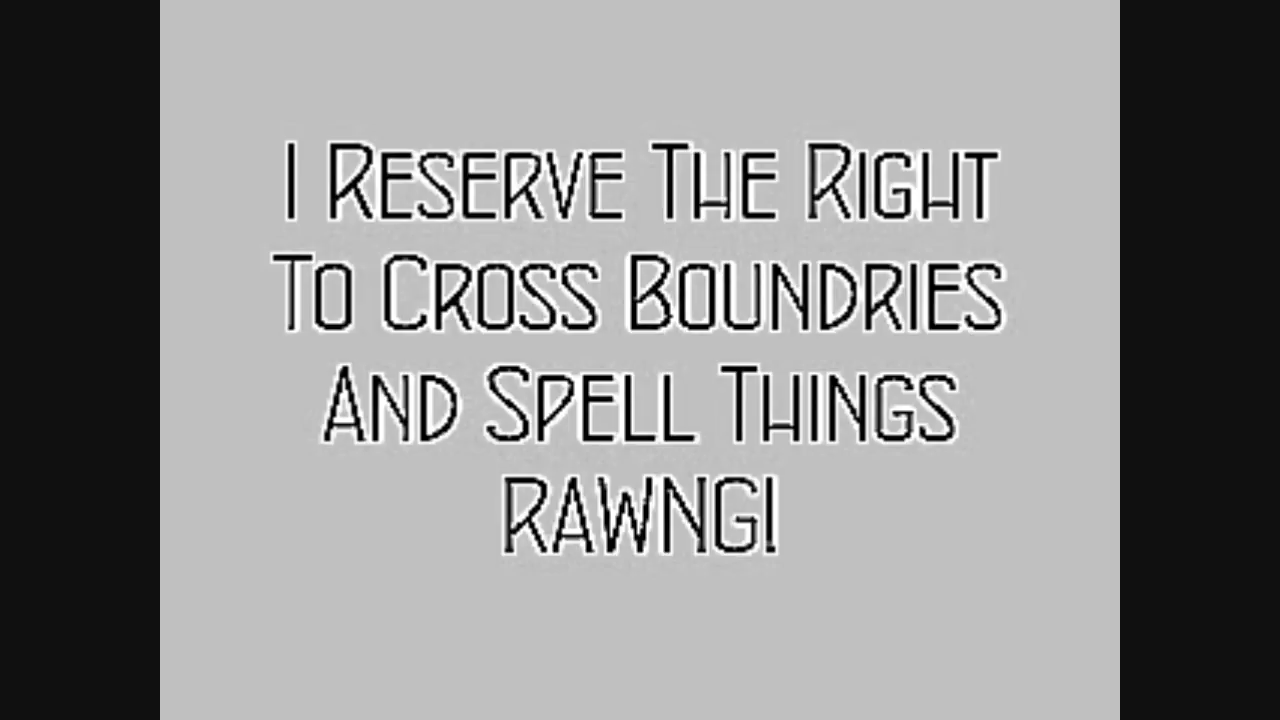 I Reserve The Right
To Cross Boundries
And Spell Things
RAWNG!